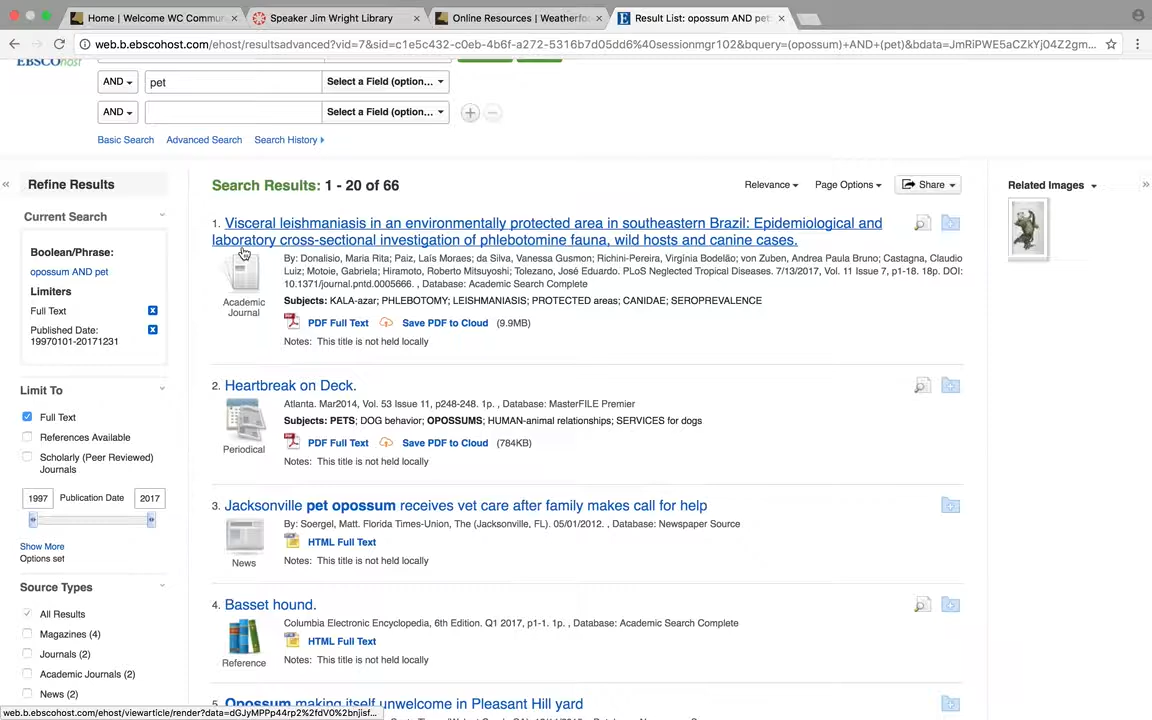 Home | Welcome WC Commur
Speaker Jim Wright Library
Online Resources | Weatherfo
Result List: opossum AND pet
web.b.ebscohost.com/ehost/resultsadvanced?vid=7&sid=c1e5c432-c0eb-4b6f-a272-5316b7d05dd6%40sessionmgr102&bquery=(opossum)+AND+(pet)&bdata=JmRiPWE5aCZkYj04Z2gm...
EBSCOhost
AND pet Select a Field (option...
AND Select a Field (option...
Basic Search Advanced Search Search History
Refine Results
Current Search
Boolean/Phrase:
opossum AND pet
Limiters
Full Text
Published Date:
19970101-20171231
Limit To
Full Text
References Available
Scholarly (Peer Reviewed)
Journals
1997 Publication Date 2017
Show More
Options set
Source Types
All Results
Magazines (4)
Journals (2)
Academic Journals (2)
News (2)
Search Results: 1 - 20 of 66
Relevance Page Options Share
1. Visceral leishmaniasis in an environmentally protected area in southeastern Brazil: Epidemiological and
laboratory cross-sectional investigation of phlebotomine fauna, wild hosts and canine cases.
Academic
Journal
By: Donalisio, Maria Rita; Paiz, Laís Moraes; da Silva, Vanessa Gusmon; Richini-Pereira, Virgínia Bodelão; von Zuben, Andrea Paula Bruno; Castagna, Claudio
Luiz; Motoie, Gabriela; Hiramoto, Roberto Mitsuyoshi; Tolezano, José Eduardo. PLoS Neglected Tropical Diseases. 7/13/2017, Vol. 11 Issue 7, p1-18. 18p. DOI:
10.1371/journal.pntd.0005666. , Database: Academic Search Complete
Subjects: KALA-azar; PHLEBOTOMY; LEISHMANIASIS; PROTECTED areas; CANIDAE; SEROPREVALENCE
PDF Full Text Save PDF to Cloud (9.9MB)
Notes: This title is not held locally
2. Heartbreak on Deck.
Periodical
Atlanta. Mar2014, Vol. 53 Issue 11, p248-248. 1p. , Database: MasterFILE Premier
Subjects: PETS; DOG behavior; OPOSSUMS; HUMAN-animal relationships; SERVICES for dogs
PDF Full Text Save PDF to Cloud (784KB)
Notes: This title is not held locally
3. Jacksonville pet opossum receives vet care after family makes call for help
News
By: Soergel, Matt. Florida Times-Union, The (Jacksonville, FL). 05/01/2012. , Database: Newspaper Source
HTML Full Text
Notes: This title is not held locally
4. Basset hound.
Reference
Columbia Electronic Encyclopedia, 6th Edition. Q1 2017, p1-1. 1p. , Database: Academic Search Complete
HTML Full Text
Notes: This title is not held locally
5. Opossum making itself unwelcome in Pleasant Hill yard
Related Images
web.b.ebscohost.com/ehost/viewarticle/render?data=dGJyMPPp44rp2%2fdV0%2bnjisf...